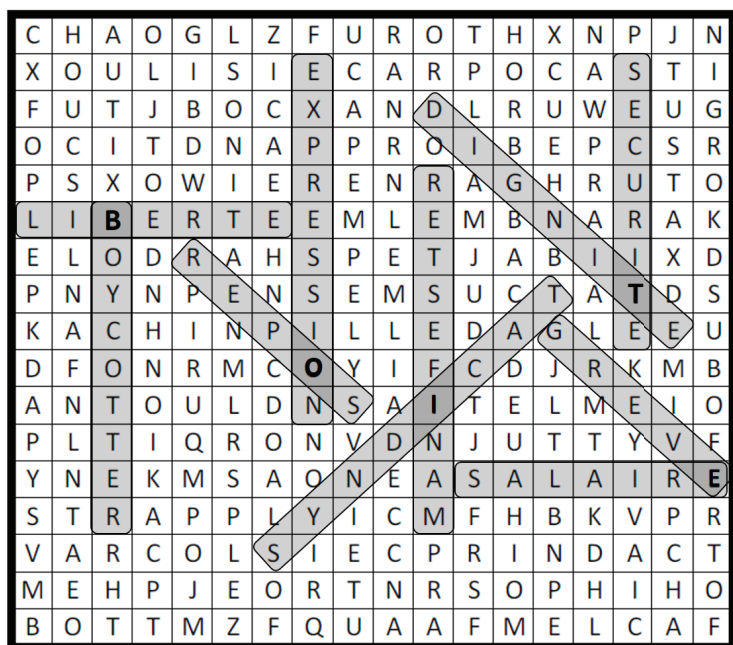 C H A O G L Z F U R O T H X N P J N
X O U L I S I E C A R P O C A S T I
F U T J B O C X A N D L R U W E U G
O C I T D N A P P R O I B E P C S R
P S X O W I E R E N R A G H R U T O
L I B E R T E E M L E M B N A R A K
E L O D R A H S P E T J A B I I X D
P N Y N P E N S E M S U C T A T D S
K A C H I N P I L L E D A G L E E U
D F O N R M C O Y I F C D J R K M B
A N T O U L D N S A I T E L M E I O
P L T I Q R O N V D N J U T T Y V F
Y N E K M S A O N E A S A L A I R E
S T R A P P L Y I C M F H B K V P R
V A R C O L S I E C P R I N D A C T
M E H P J E O R T N R S O P H I H O
B O T T M Z F Q U A A F M E L C A F